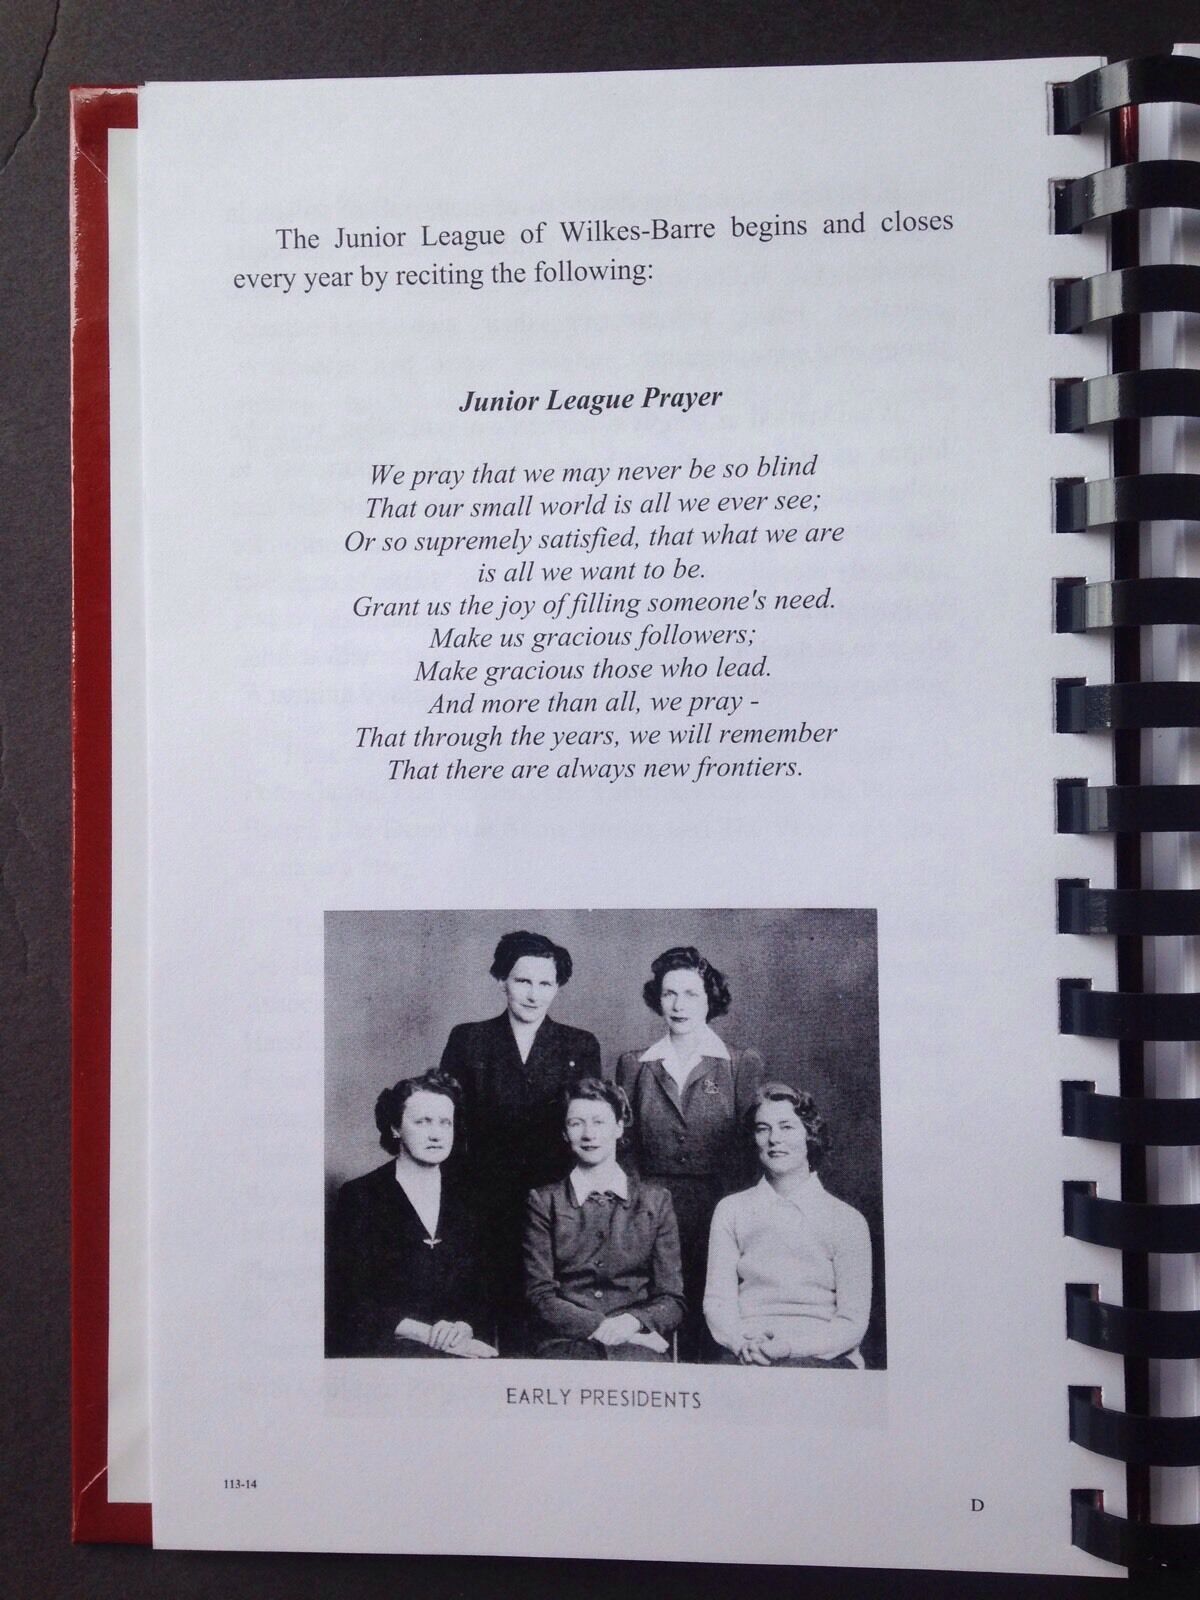 The Junior League of Wilkes-Barre begins and closes
every year by reciting the following:
Junior League Prayer
We pray that we may never be so blind
That our small world is all we ever see;
Or so supremely satisfied, that what we are
is all we want to be.
Grant us the joy of filling someone's need.
Make us gracious followers;
Make gracious those who lead.
And more than all, we pray -
That through the years, we will remember
That there are always new frontiers.
EARLY PRESIDENTS
113-14
D